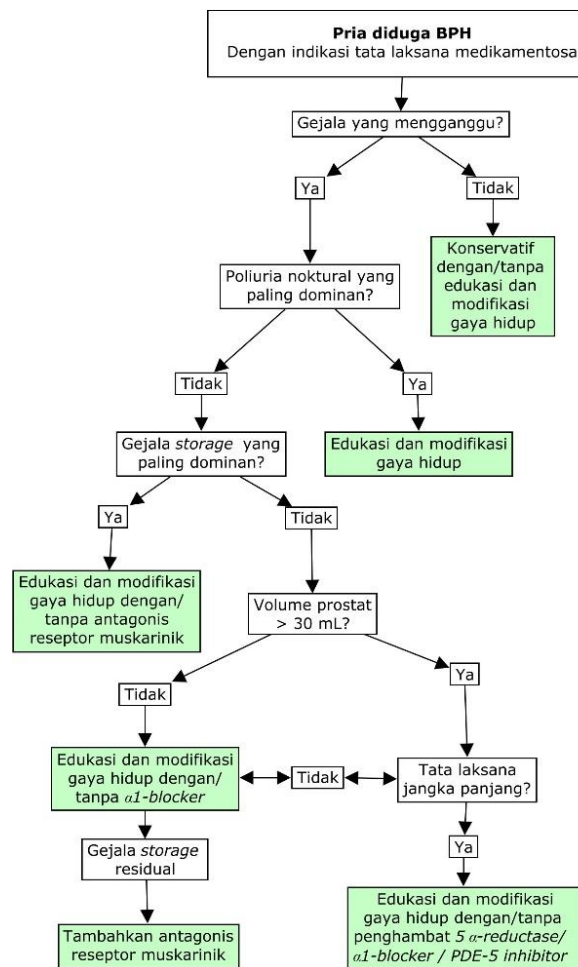 Pria diduga BPH
Dengan indikasi tata laksana medikamentosa
Gejala yang mengganggu?
Ya
Tidak
Konservatif
dengan/tanpa
edukasi dan
modifikasi
gaya hidup
Poliuria noktural yang
paling dominan?
Tidak
Ya
Gejala storage yang
paling dominan?
Edukasi dan modifikasi
gaya hidup
Ya
Tidak
Edukasi dan modifikasi
gaya hidup dengan/
tanpa antagonis
reseptor muskarinik
Volume prostat
> 30 mL?
Tidak
Ya
Edukasi dan modifikasi
gaya hidup dengan/
tanpa α1-blocker
Tidak
Tata laksana
jangka panjang?
Gejala storage
residual
Ya
Tambahkan antagonis
reseptor muskarinik
Edukasi dan modifikasi
gaya hidup dengan/tanpa
penghambat 5 α-reductase/
α1-blocker / PDE-5 inhibitor